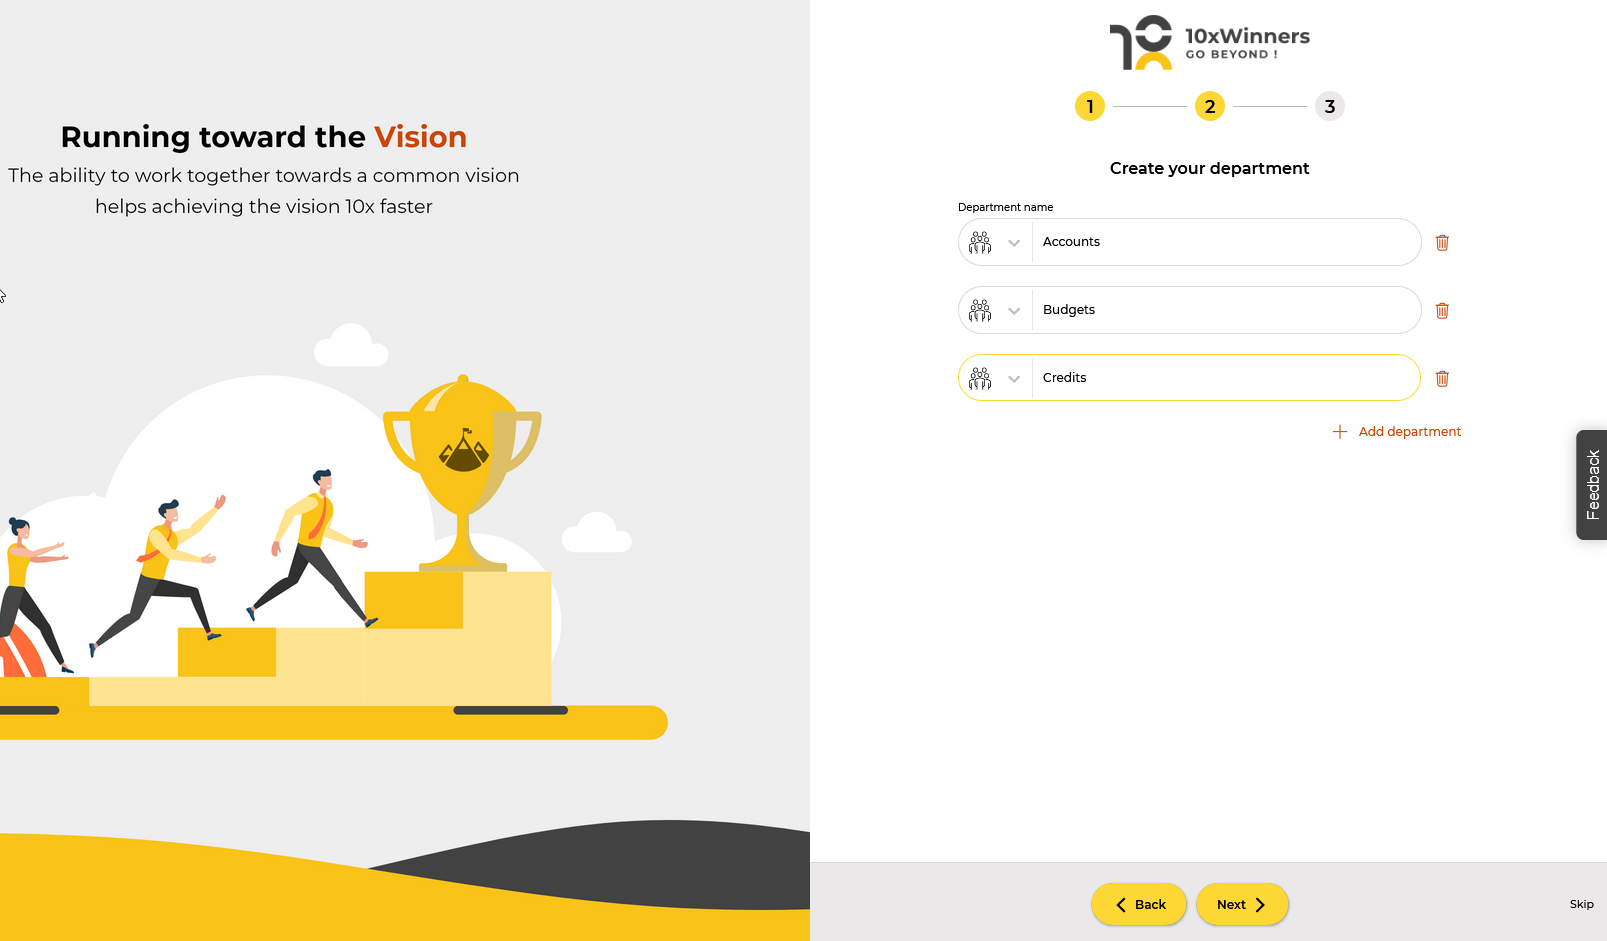 Running toward the Vision
The ability to work together towards a common vision
helps achieving the vision 10x faster
10xWinners
GO BEYOND !
1
2
3
Create your department
Department name
Accounts
Budgets
Credits
Add department
Feedback
Back
Next
Skip